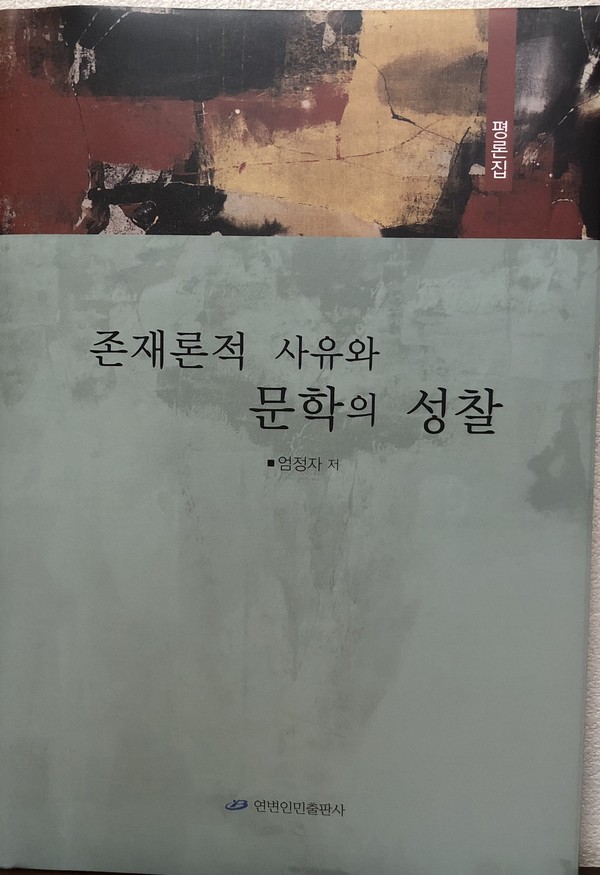 평론집
존재론적 사유와
문학의 성찰
▪엄정자 저
연변인민출판사